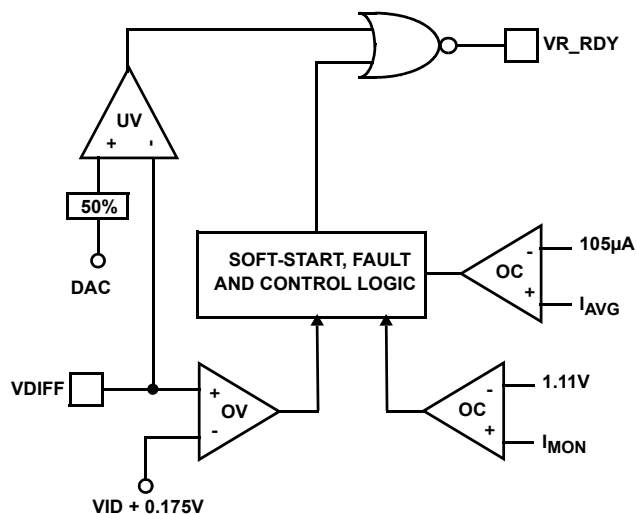 VR_RDY
UV
+ -
50%
DAC
SOFT-START, FAULT
AND CONTROL LOGIC
105µA
-
OC
+
IAVG
VDIFF
+
OV
-
VID + 0.175V
1.11V
-
OC
+
IMON